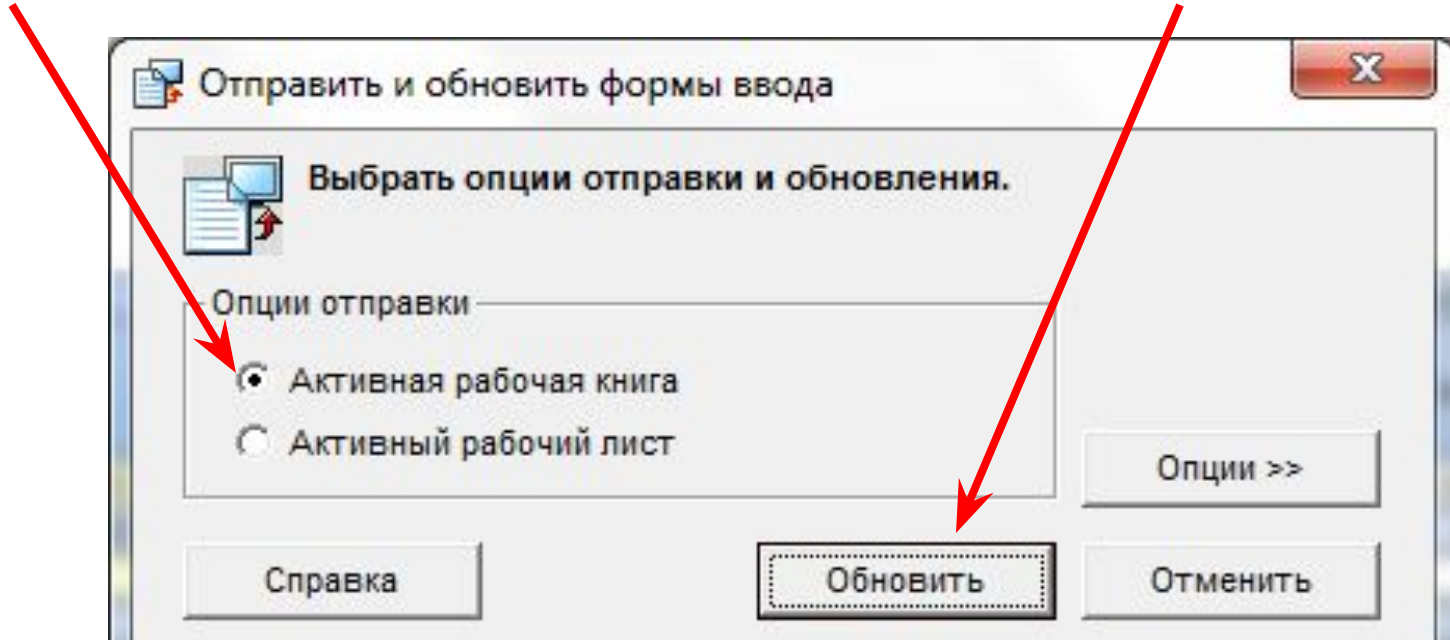 Отправить и обновить формы ввода
Выбрать опции отправки и обновления.
Опции отправки
Активная рабочая книга
Активный рабочий лист
Опции >>
Справка
Обновить
Отменить